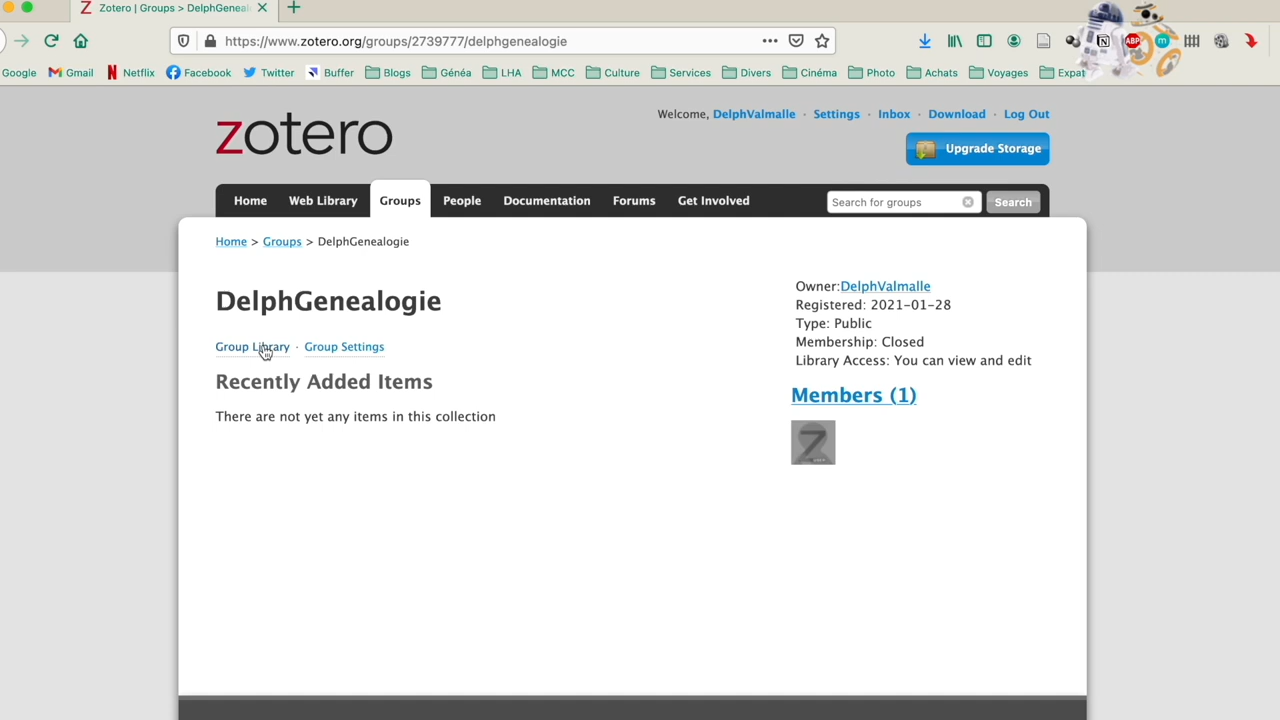 Zotero | Groups > DelphGenealo
https://www.zotero.org/groups/2739777/delphgenealogie
Google Gmail Netflix Facebook Twitter Buffer Blogs Généa LHA MCC Culture Services Divers Cinéma Photo Achats Voyages Expat
zotero
Welcome, DelphValmalle · Settings · Inbox · Download · Log Out
Upgrade Storage
Home Web Library Groups People Documentation Forums Get Involved Search for groups Search
Home > Groups > DelphGenealogie
DelphGenealogie
Group Library · Group Settings
Recently Added Items
There are not yet any items in this collection
Owner:DelphValmalle
Registered: 2021-01-28
Type: Public
Membership: Closed
Library Access: You can view and edit
Members (1)